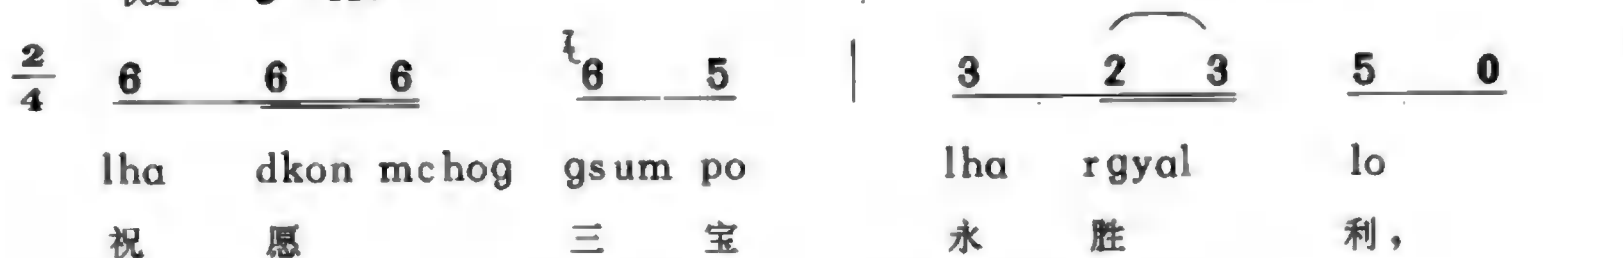 2/4 6 6 6 6 5 | 3 2 3 5 0
lha dkon mchog gsum po lha rgyal lo
祝 愿 三 宝 永 胜 利，